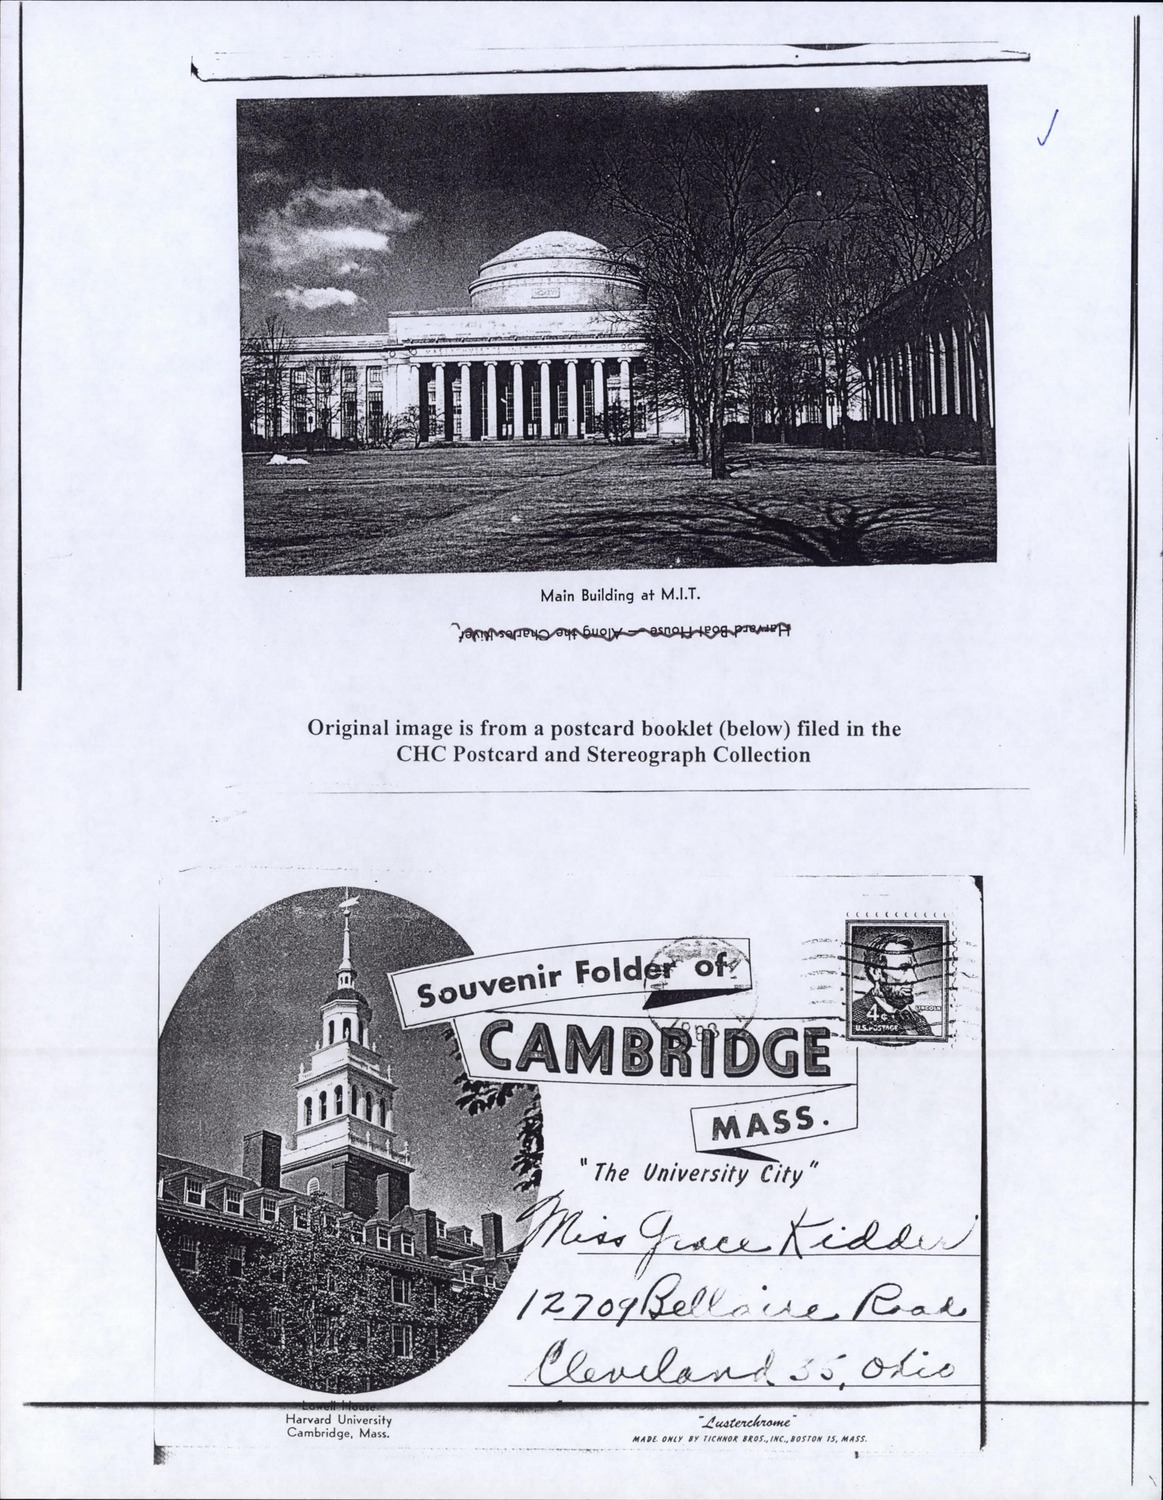 Main Building at M.I.T.
Harvard Boat House — Along the Charles River
Original image is from a postcard booklet (below) filed in the
CHC Postcard and Stereograph Collection
Souvenir Folder of
CAMBRIDGE
MASS.
"The University City"
4¢
LINCOLN
U.S. POSTAGE
Miss Grace Kidder
12709 Bellaire Road
Cleveland 35, Ohio
Lowell House
Harvard University
Cambridge, Mass.
"Lusterchrome"
MADE ONLY BY TICHNOR BROS., INC., BOSTON 15, MASS.